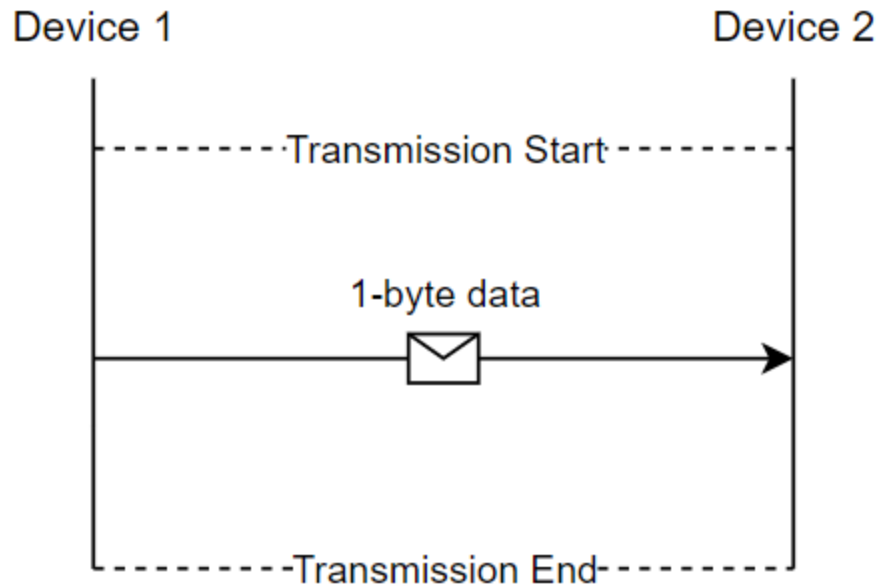 Device 1
Device 2
Transmission Start
1-byte data
Transmission End